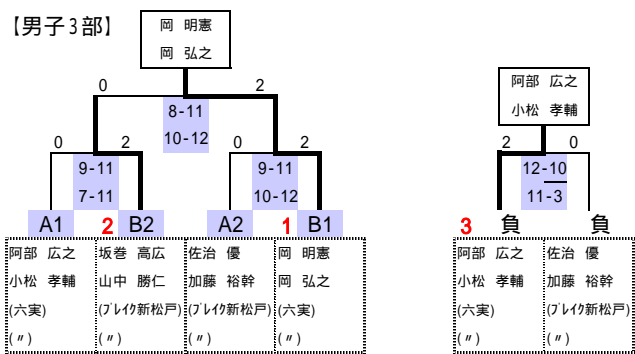 【男子3部】
岡 明憲
岡 弘之
0 2
8-11
10-12
0 2 0 2
9-11 9-11
7-11 10-12
A1 2 B2 A2 1 B1
阿部 広之 坂巻 高広 佐治 優 岡 明憲
小松 孝輔 山中 勝仁 加藤 裕幹 岡 弘之
(六実) (ブレイク新松戸) (ブレイク新松戸) (六実)
(〃) (〃) (〃) (〃)
阿部 広之
小松 孝輔
2 0
12-10
11-3
3 負 負
阿部 広之 佐治 優
小松 孝輔 加藤 裕幹
(六実) (ブレイク新松戸)
(〃) (〃)